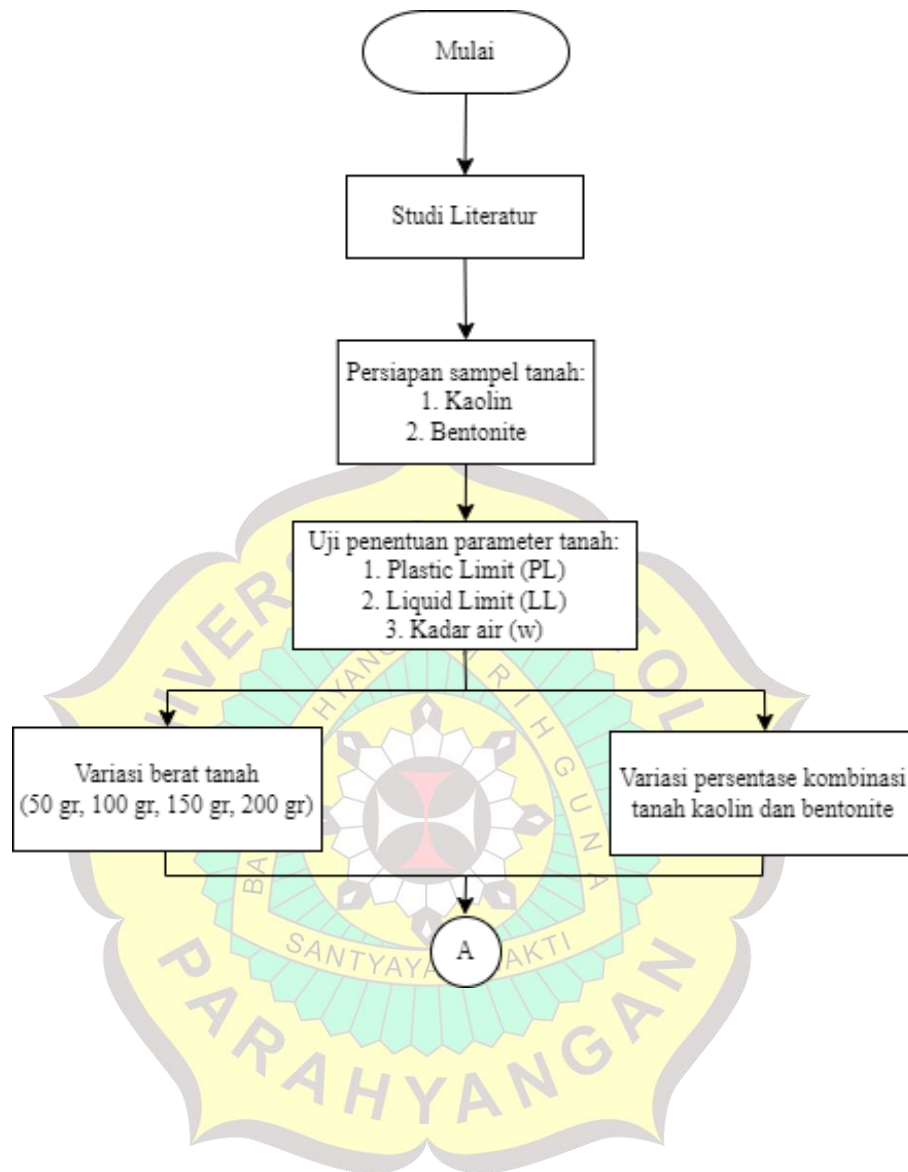 Mulai
Studi Literatur
Persiapan sampel tanah:
1. Kaolin
2. Bentonite
Uji penentuan parameter tanah:
1. Plastic Limit (PL)
2. Liquid Limit (LL)
3. Kadar air (w)
Variasi berat tanah
(50 gr, 100 gr, 150 gr, 200 gr)
Variasi persentase kombinasi
tanah kaolin dan bentonite
A
SANTYAYA AKTI
PARAHYANGAN